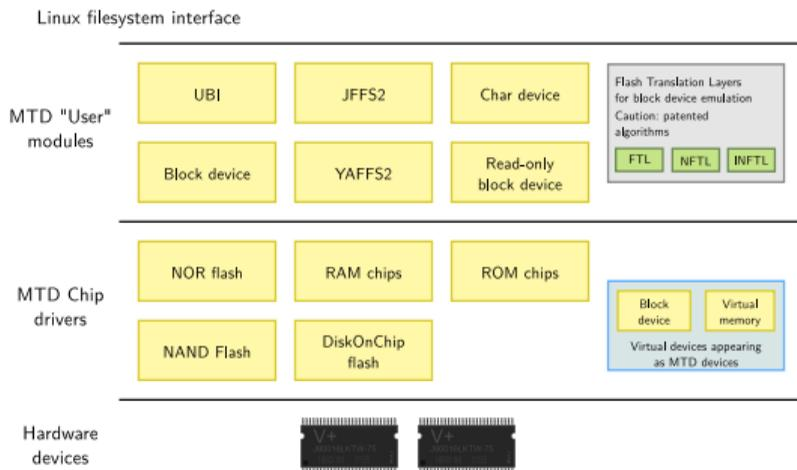 Linux filesystem interface
MTD "User"
modules
UBI
JFFS2
Char device
Block device
YAFFS2
Read-only
block device
Flash Translation Layers
for block device emulation
Caution: patented
algorithms
FTL
NFTL
INFTL
MTD Chip
drivers
NOR flash
RAM chips
ROM chips
NAND Flash
DiskOnChip
flash
Block
device
Virtual
memory
Virtual devices appearing
as MTD devices
Hardware
devices
V+
V+